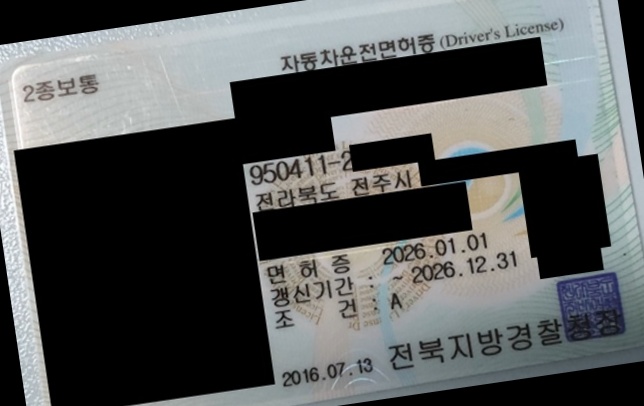 자동차운전면허증 (Driver's License)
2종보통
950411-2
전라북도 전주시
면 허 증 2026.01.01
갱신기간 : ~ 2026.12.31
조 건 : A
2016.07.13 전북지방경찰청장